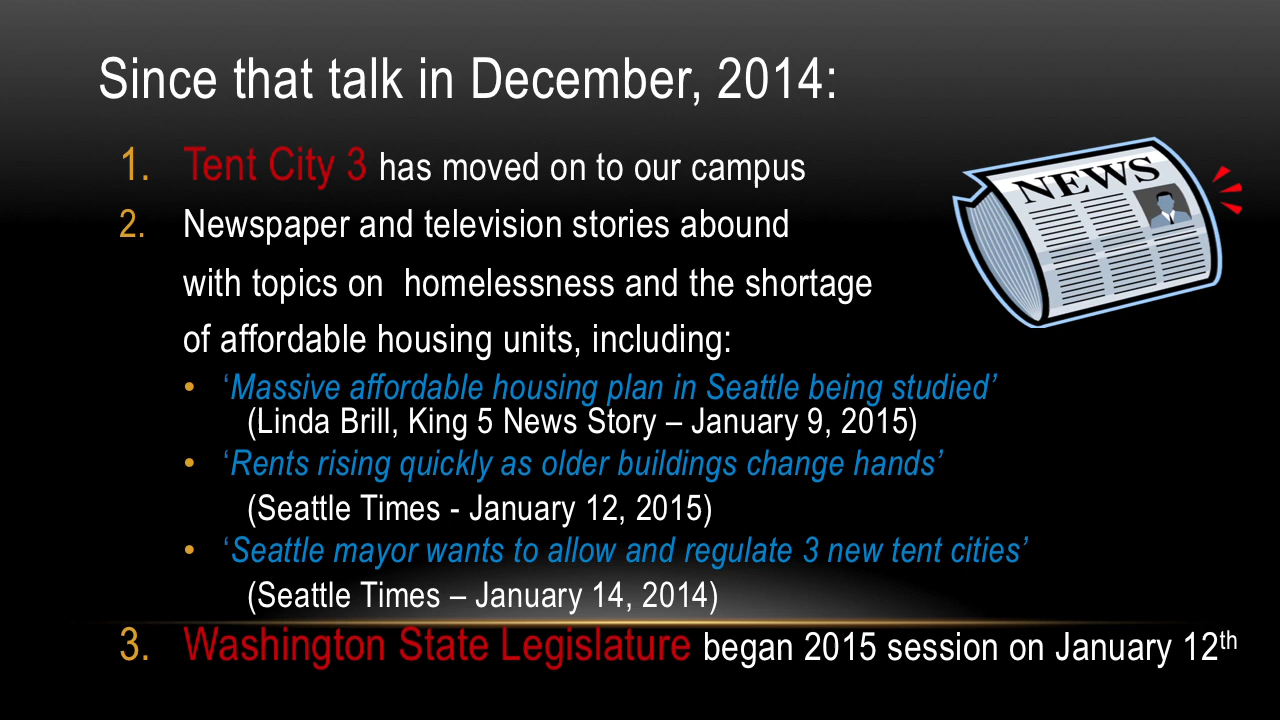 Since that talk in December, 2014:
1. Tent City 3 has moved on to our campus
NEWS
2. Newspaper and television stories abound
with topics on  homelessness and the shortage
of affordable housing units, including:
• ‘Massive affordable housing plan in Seattle being studied’
(Linda Brill, King 5 News Story – January 9, 2015)
• ‘Rents rising quickly as older buildings change hands’
(Seattle Times - January 12, 2015)
• ‘Seattle mayor wants to allow and regulate 3 new tent cities’
(Seattle Times – January 14, 2014)
3. Washington State Legislature began 2015 session on January 12th